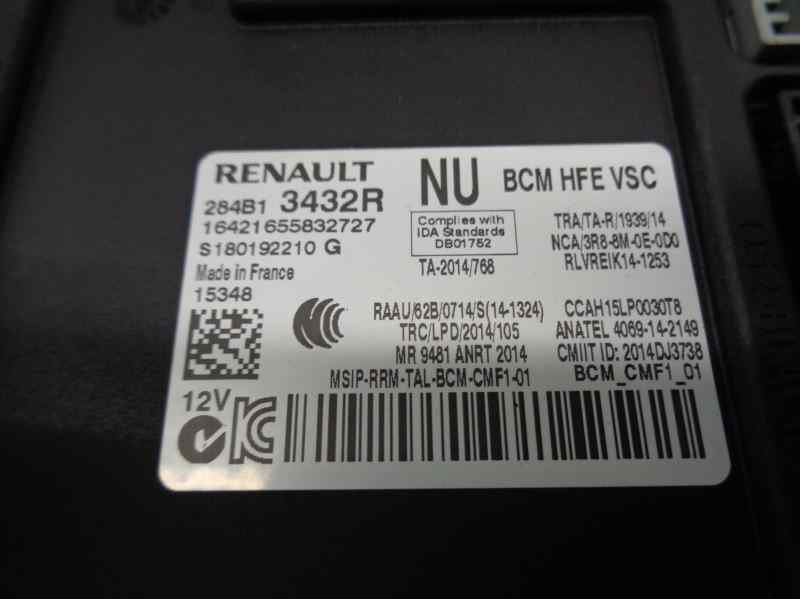 RENAULT NU BCM HFE VSC
284B1 3432R
16421655832727
S180192210 G
Made in France
15348
Complies with
IDA Standards
DB01752
TA-2014/768
TRA/TA-R/1939/14
NCA/3R8-8M-0E-0D0
RLVREIK14-1253
RAAU/62B/0714/S(14-1324)
TRC/LPD/2014/105
MR 9481 ANRT 2014
MSIP-RRM-TAL-BCM-CMF1-01
CCAH15LP0030T8
ANATEL 4069-14-2149
CMIIT ID: 2014DJ3738
BCM_CMF1_01
12V